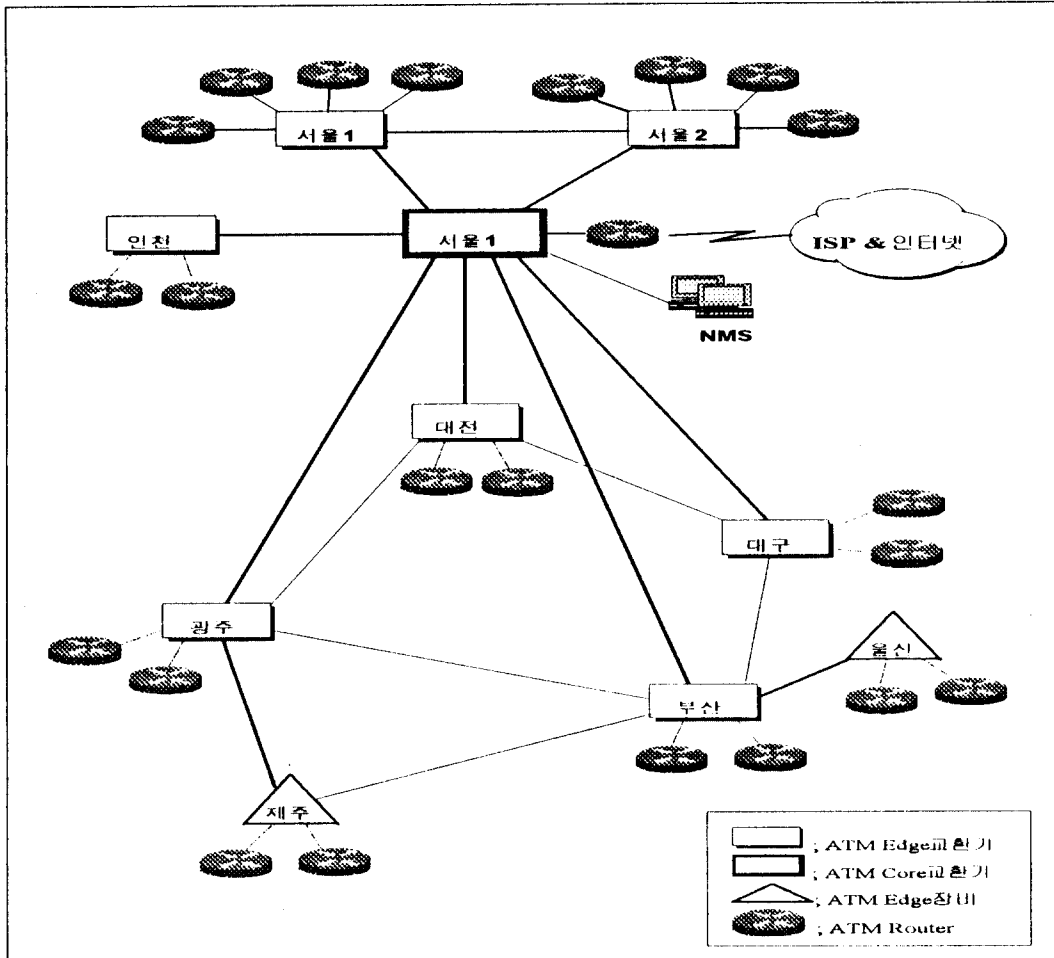 서울1
서울2
인천
서울1
ISP & 인터넷
NMS
대전
대구
광주
울산
부산
제주
; ATM Edge교환기
; ATM Core교환기
; ATM Edge장비
; ATM Router